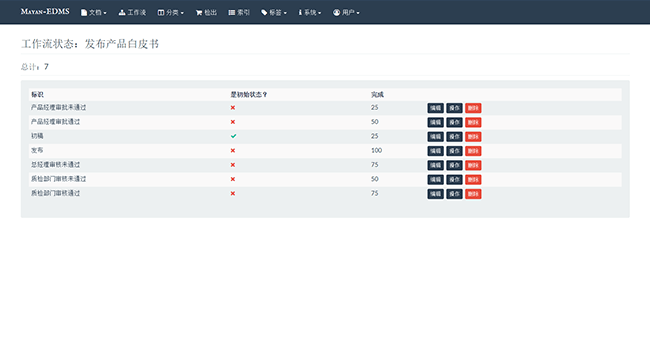 MAYAN-EDMS 文档 工作流 分类 检出 索引 标签 系统 用户
工作流状态：发布产品白皮书
总计：7
标识 是初始状态？ 完成
产品经理审批未通过 25 编辑 操作 删除
产品经理审批通过 50 编辑 操作 删除
初稿 25 编辑 操作 删除
发布 100 编辑 操作 删除
总经理审核未通过 75 编辑 操作 删除
质检部门审核未通过 50 编辑 操作 删除
质检部门审核通过 75 编辑 操作 删除